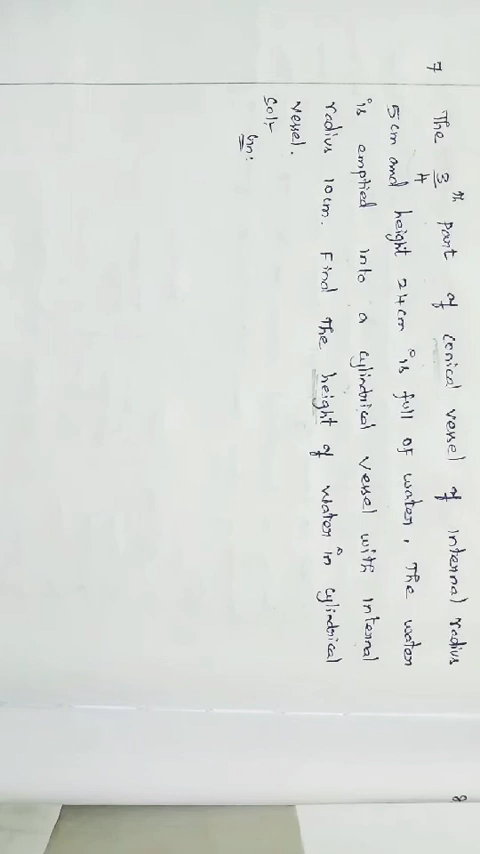 7 The 3/4 th part of conical vessel of internal radius
5cm and height 24cm is full of water, The water
is emptied into a cylindrical vessel with internal
radius 10cm. Find the height of water in cylindrical
vessel.
Sol:
Gn:
8